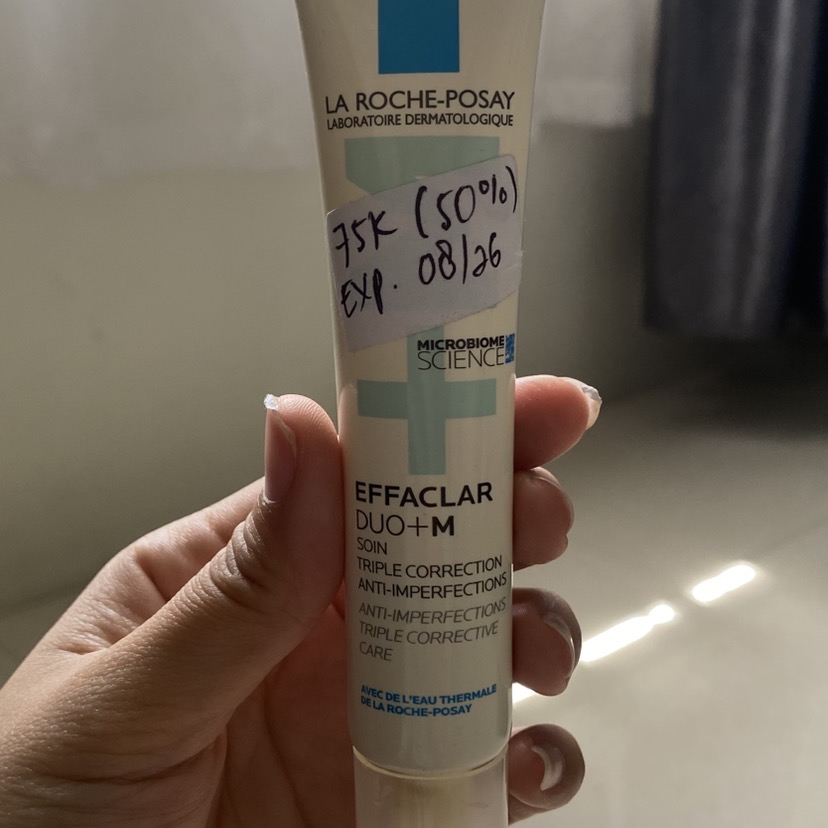 LA ROCHE-POSAY
LABORATOIRE DERMATOLOGIQUE
75K (50%)
EXP. 08/26
MICROBIOME
SCIENCE
EFFACLAR
DUO+M
SOIN
TRIPLE CORRECTION
ANTI-IMPERFECTIONS
ANTI-IMPERFECTIONS
TRIPLE CORRECTIVE
CARE
AVEC DE L'EAU THERMALE
DE LA ROCHE-POSAY